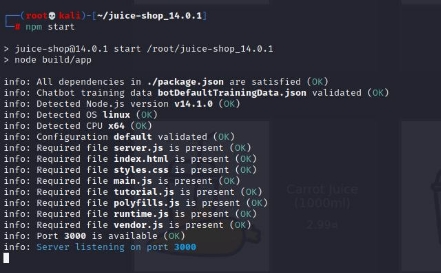 ┌──(root💀kali)-[~/juice-shop_14.0.1]
└─# npm start
> juice-shop@14.0.1 start /root/juice-shop_14.0.1
> node build/app
info: All dependencies in ./package.json are satisfied (OK)
info: Chatbot training data botDefaultTrainingData.json validated (OK)
info: Detected Node.js version v14.1.0 (OK)
info: Detected OS linux (OK)
info: Detected CPU x64 (OK)
info: Configuration default validated (OK)
info: Required file server.js is present (OK)
info: Required file index.html is present (OK)
info: Required file styles.css is present (OK)
info: Required file main.js is present (OK)
info: Required file tutorial.js is present (OK)
info: Required file polyfills.js is present (OK)
info: Required file runtime.js is present (OK)
info: Required file vendor.js is present (OK)
info: Port 3000 is available (OK)
info: Server listening on port 3000
Carrot Juice
(1000ml)
2.99¤